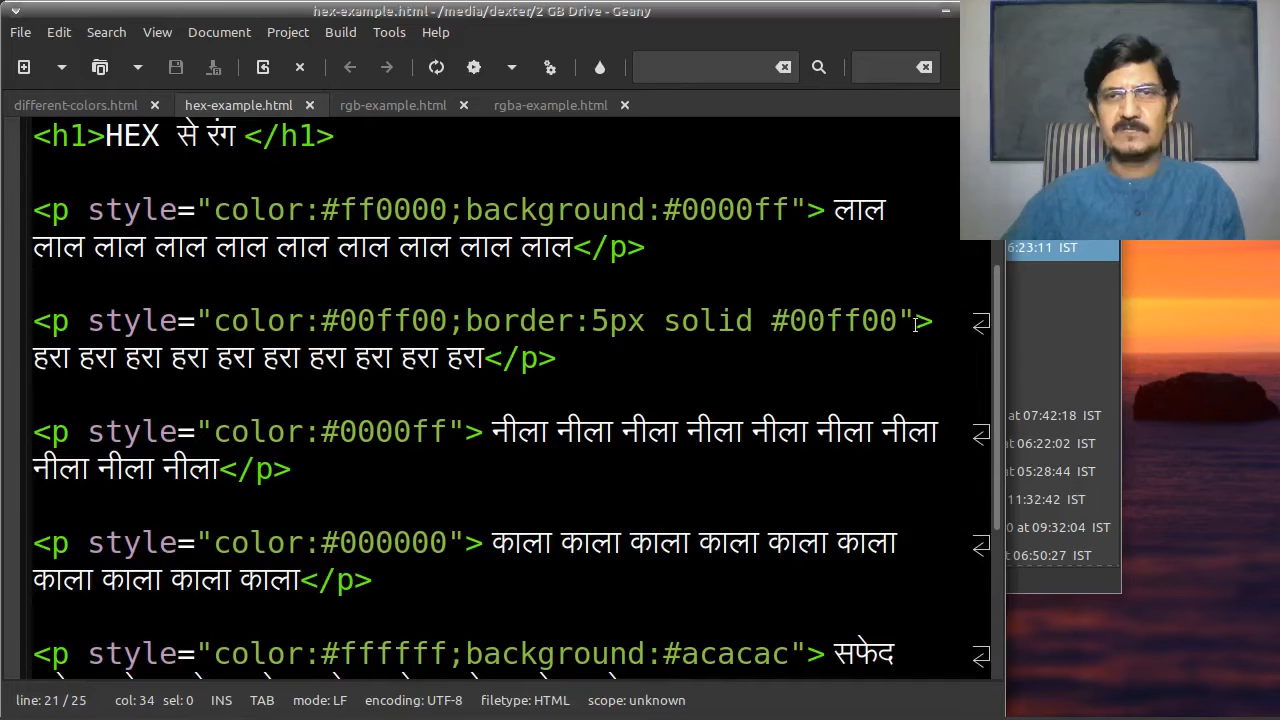 hex-example.html - /media/dexter/2 GB Drive - Geany
File Edit Search View Document Project Build Tools Help
different-colors.html hex-example.html rgb-example.html rgba-example.html
<h1>HEX से रंग </h1>
<p style="color:#ff0000;background:#0000ff"> लाल
लाल लाल लाल लाल लाल लाल लाल लाल लाल</p>
<p style="color:#00ff00;border:5px solid #00ff00">
हरा हरा हरा हरा हरा हरा हरा हरा हरा हरा</p>
<p style="color:#0000ff"> नीला नीला नीला नीला नीला नीला नीला
नीला नीला नीला</p>
<p style="color:#000000"> काला काला काला काला काला काला
काला काला काला काला</p>
<p style="color:#ffffff;background:#acacac"> सफेद
line: 21 / 25 col: 34 sel: 0 INS TAB mode: LF encoding: UTF-8 filetype: HTML scope: unknown
6:23:11 IST
at 07:42:18 IST
at 06:22:02 IST
at 05:28:44 IST
11:32:42 IST
0 at 09:32:04 IST
at 06:50:27 IST